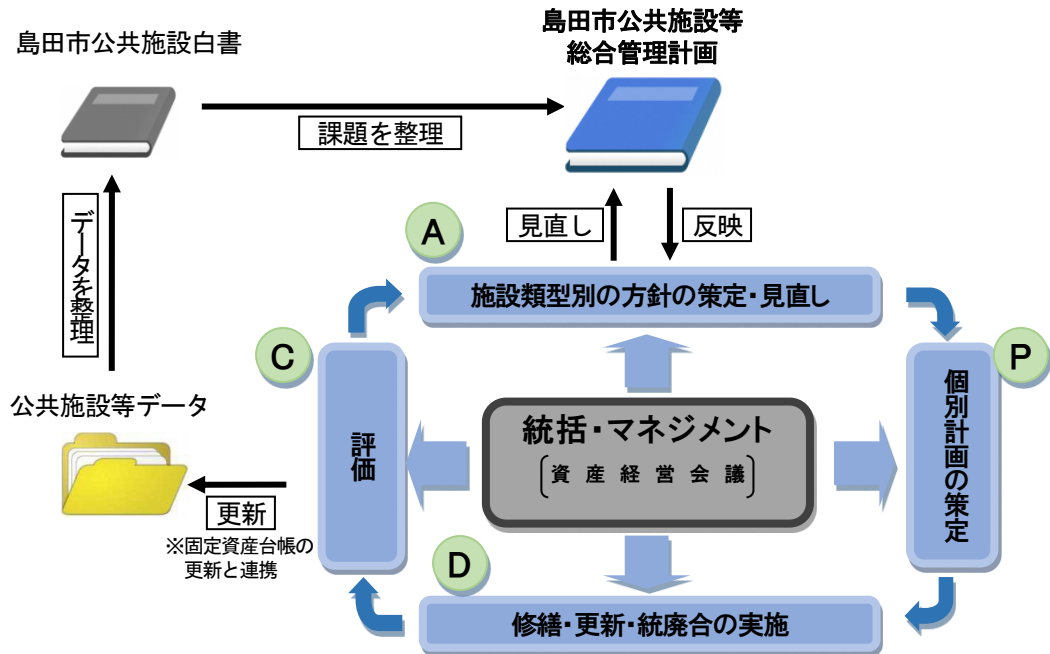 島田市公共施設白書
島田市公共施設等
総合管理計画
課題を整理
データを整理
見直し
反映
A
施設類型別の方針の策定・見直し
C
P
公共施設等データ
評価
統括・マネジメント
（資産経営会議）
個別計画の策定
更新
※固定資産台帳の
更新と連携
D
修繕・更新・統廃合の実施